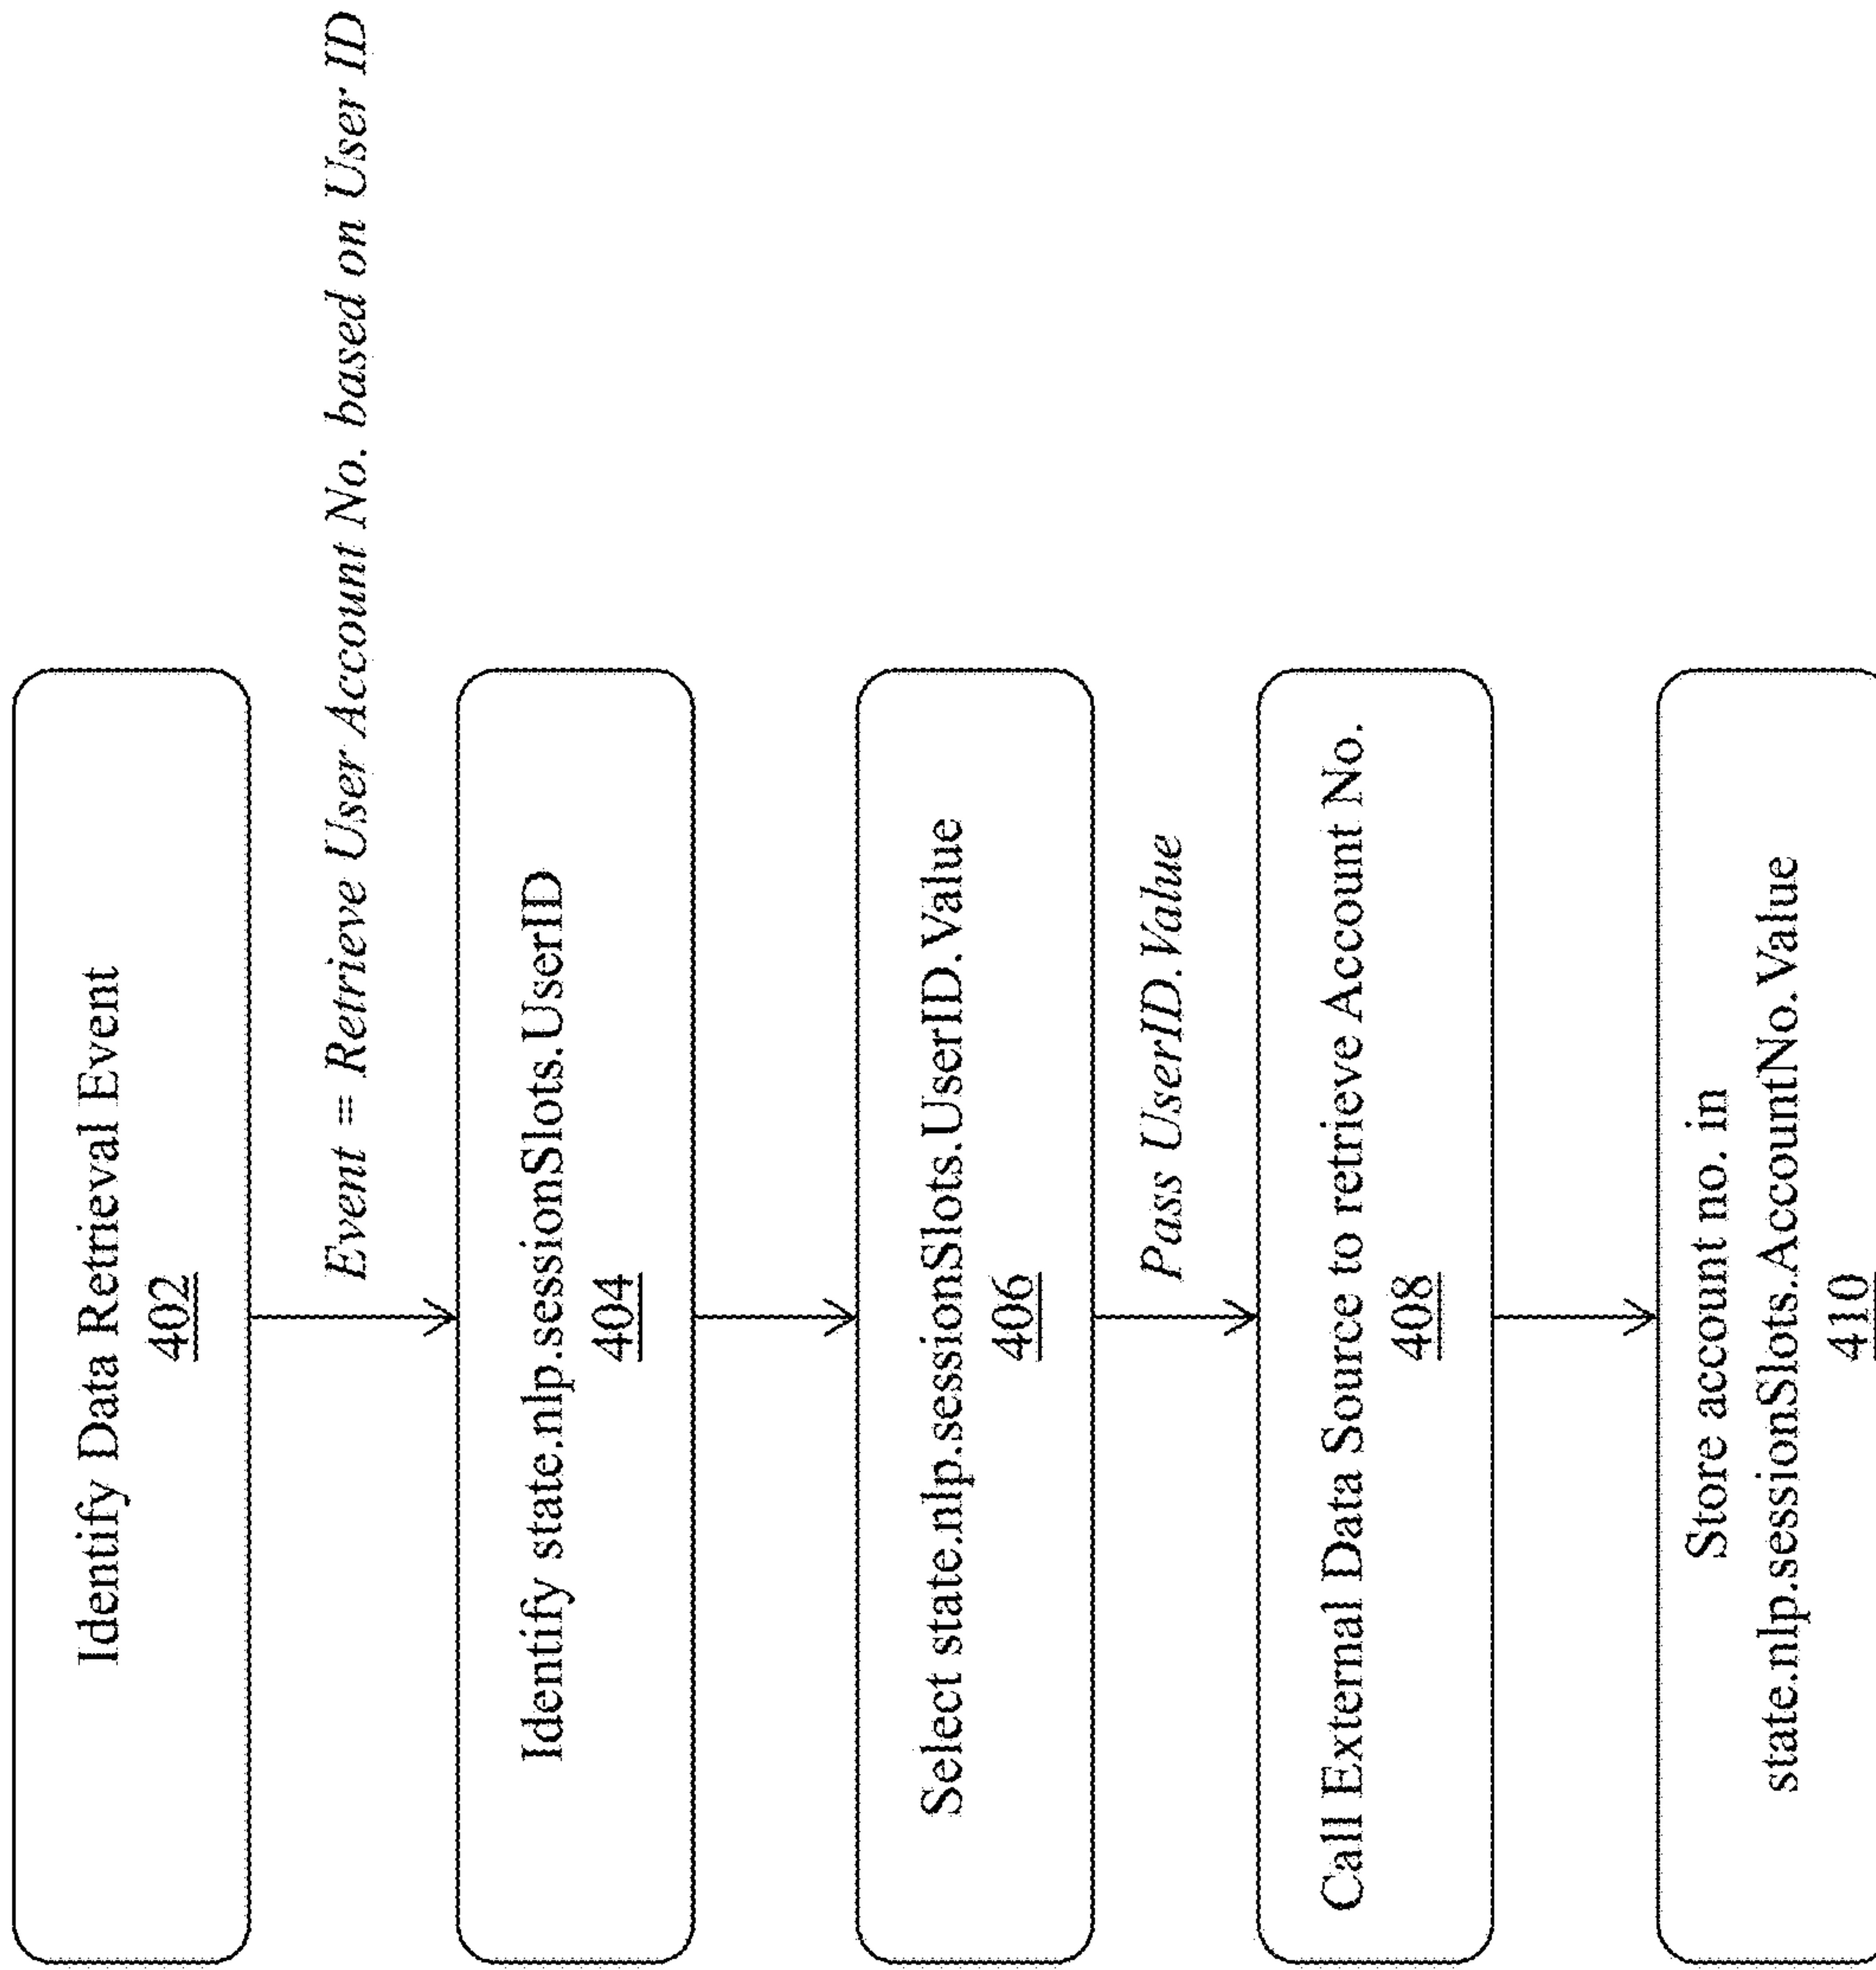 Identify Data Retrieval Event
402
Event = Retrieve User Account No. based on User ID
Identify state.nlp.sessionSlots.UserID
404
Select state.nlp.sessionSlots.UserID.Value
406
Pass UserID.Value
Call External Data Source to retrieve Account No.
408
Store account no. in
state.nlp.sessionSlots.AccountNo.Value
410